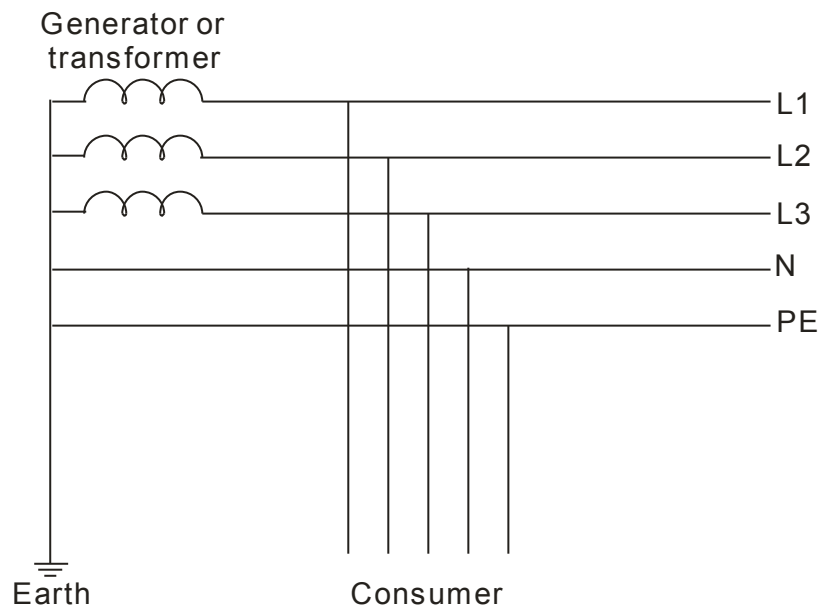 Generator or
transformer
L1
L2
L3
N
PE
Earth
Consumer